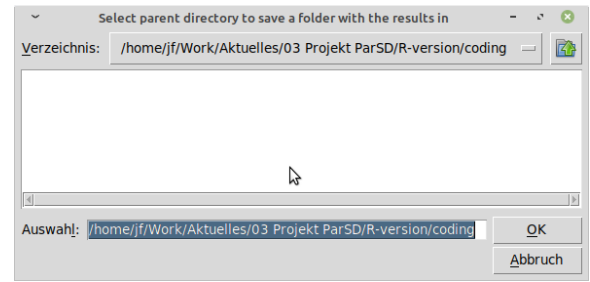 Select parent directory to save a folder with the results in
Verzeichnis: /home/jf/Work/Aktuelles/03 Projekt ParSD/R-version/coding
Auswahl: /home/jf/Work/Aktuelles/03 Projekt ParSD/R-version/coding OK
Abbruch